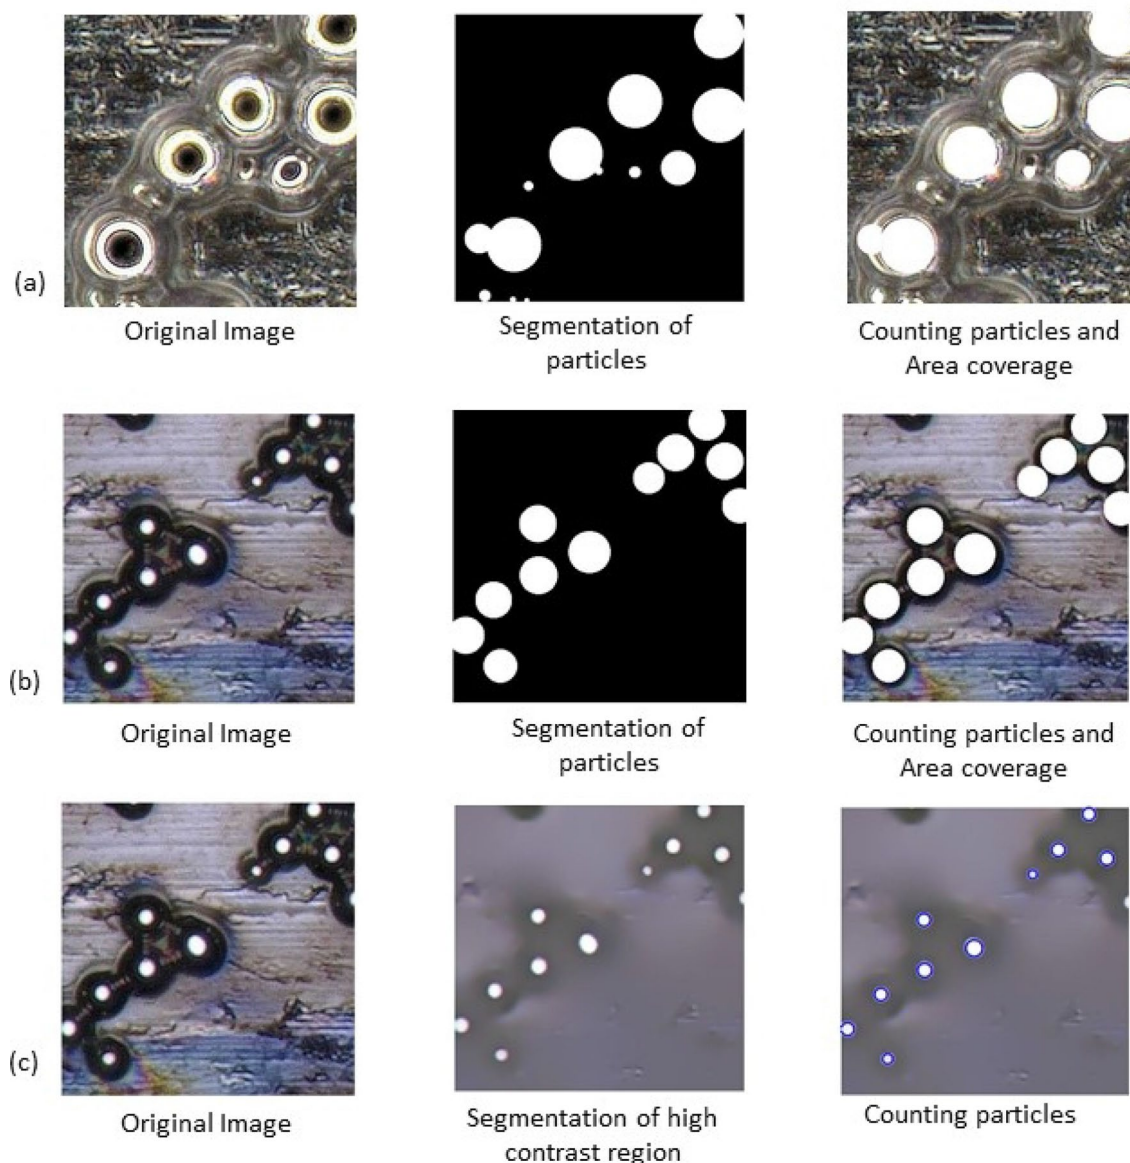 (a)
Original Image
Segmentation of
particles
Counting particles and
Area coverage
(b)
Original Image
Segmentation of
particles
Counting particles and
Area coverage
(c)
Original Image
Segmentation of high
contrast region
Counting particles